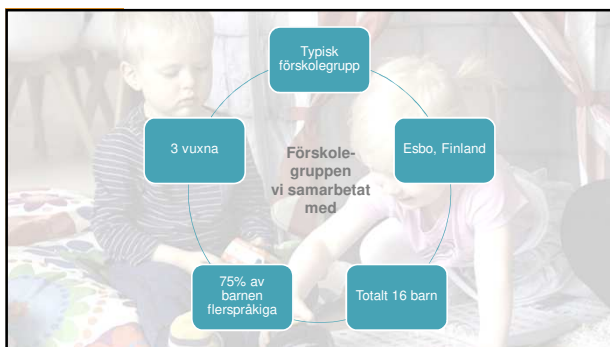 Typisk
förskolegrupp
3 vuxna
Förskole-
gruppen
vi samarbetat
med
Esbo, Finland
75% av
barnen
flerspråkiga
Totalt 16 barn